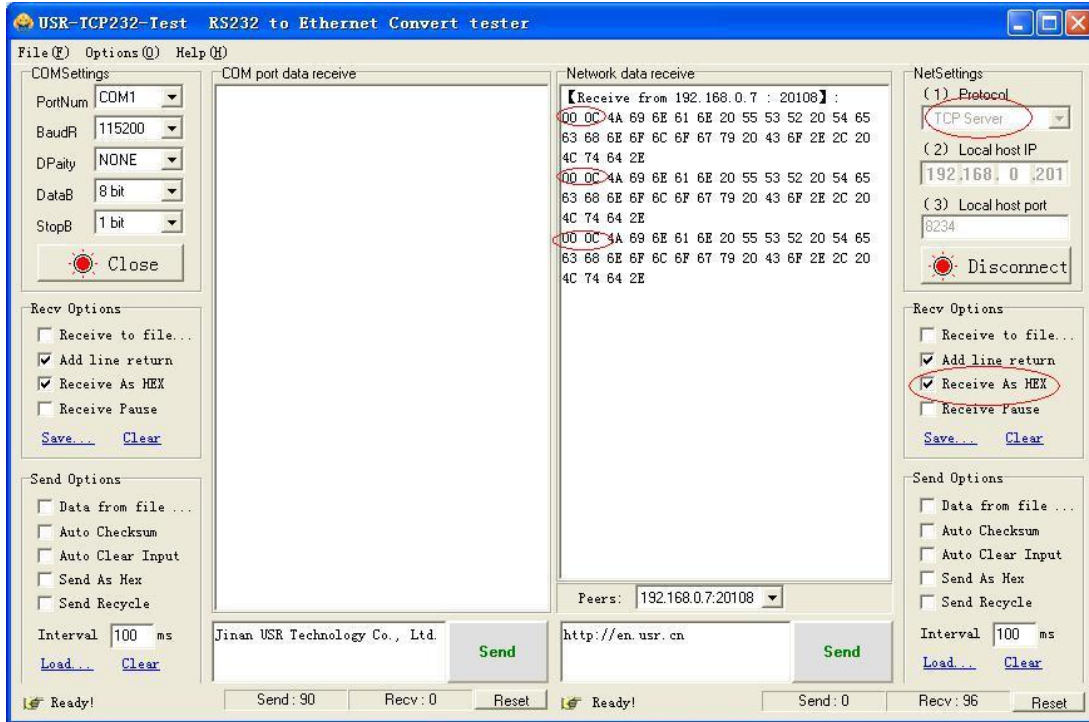 USR-TCP232-Test RS232 to Ethernet Convert tester
File(F) Options(O) Help(H)
COMSettings
PortNum COM1
BaudR 115200
DPaity NONE
DataB 8 bit
StopB 1 bit
Close
Recv Options
Receive to file...
Add line return
Receive As HEX
Receive Pause
Save... Clear
Send Options
Data from file ...
Auto Checksum
Auto Clear Input
Send As Hex
Send Recycle
Interval 100 ms
Load... Clear
Ready!
COM port data receive
Jinan USR Technology Co., Ltd.
Send
Send : 90 Recv : 0 Reset
Network data receive
【Receive from 192.168.0.7 : 20108】:
00 0C 4A 69 6E 61 6E 20 55 53 52 20 54 65
63 68 6E 6F 6C 6F 67 79 20 43 6F 2E 2C 20
4C 74 64 2E
00 0C 4A 69 6E 61 6E 20 55 53 52 20 54 65
63 68 6E 6F 6C 6F 67 79 20 43 6F 2E 2C 20
4C 74 64 2E
00 0C 4A 69 6E 61 6E 20 55 53 52 20 54 65
63 68 6E 6F 6C 6F 67 79 20 43 6F 2E 2C 20
4C 74 64 2E
Peers: 192.168.0.7:20108
http://en.usr.cn
Send
Ready! Send : 0 Recv : 96 Reset
NetSettings
(1) Protocol
TCP Server
(2) Local host IP
192.168. 0 .201
(3) Local host port
8234
Disconnect
Recv Options
Receive to file...
Add line return
Receive As HEX
Receive Pause
Save... Clear
Send Options
Data from file ...
Auto Checksum
Auto Clear Input
Send As Hex
Send Recycle
Interval 100 ms
Load... Clear